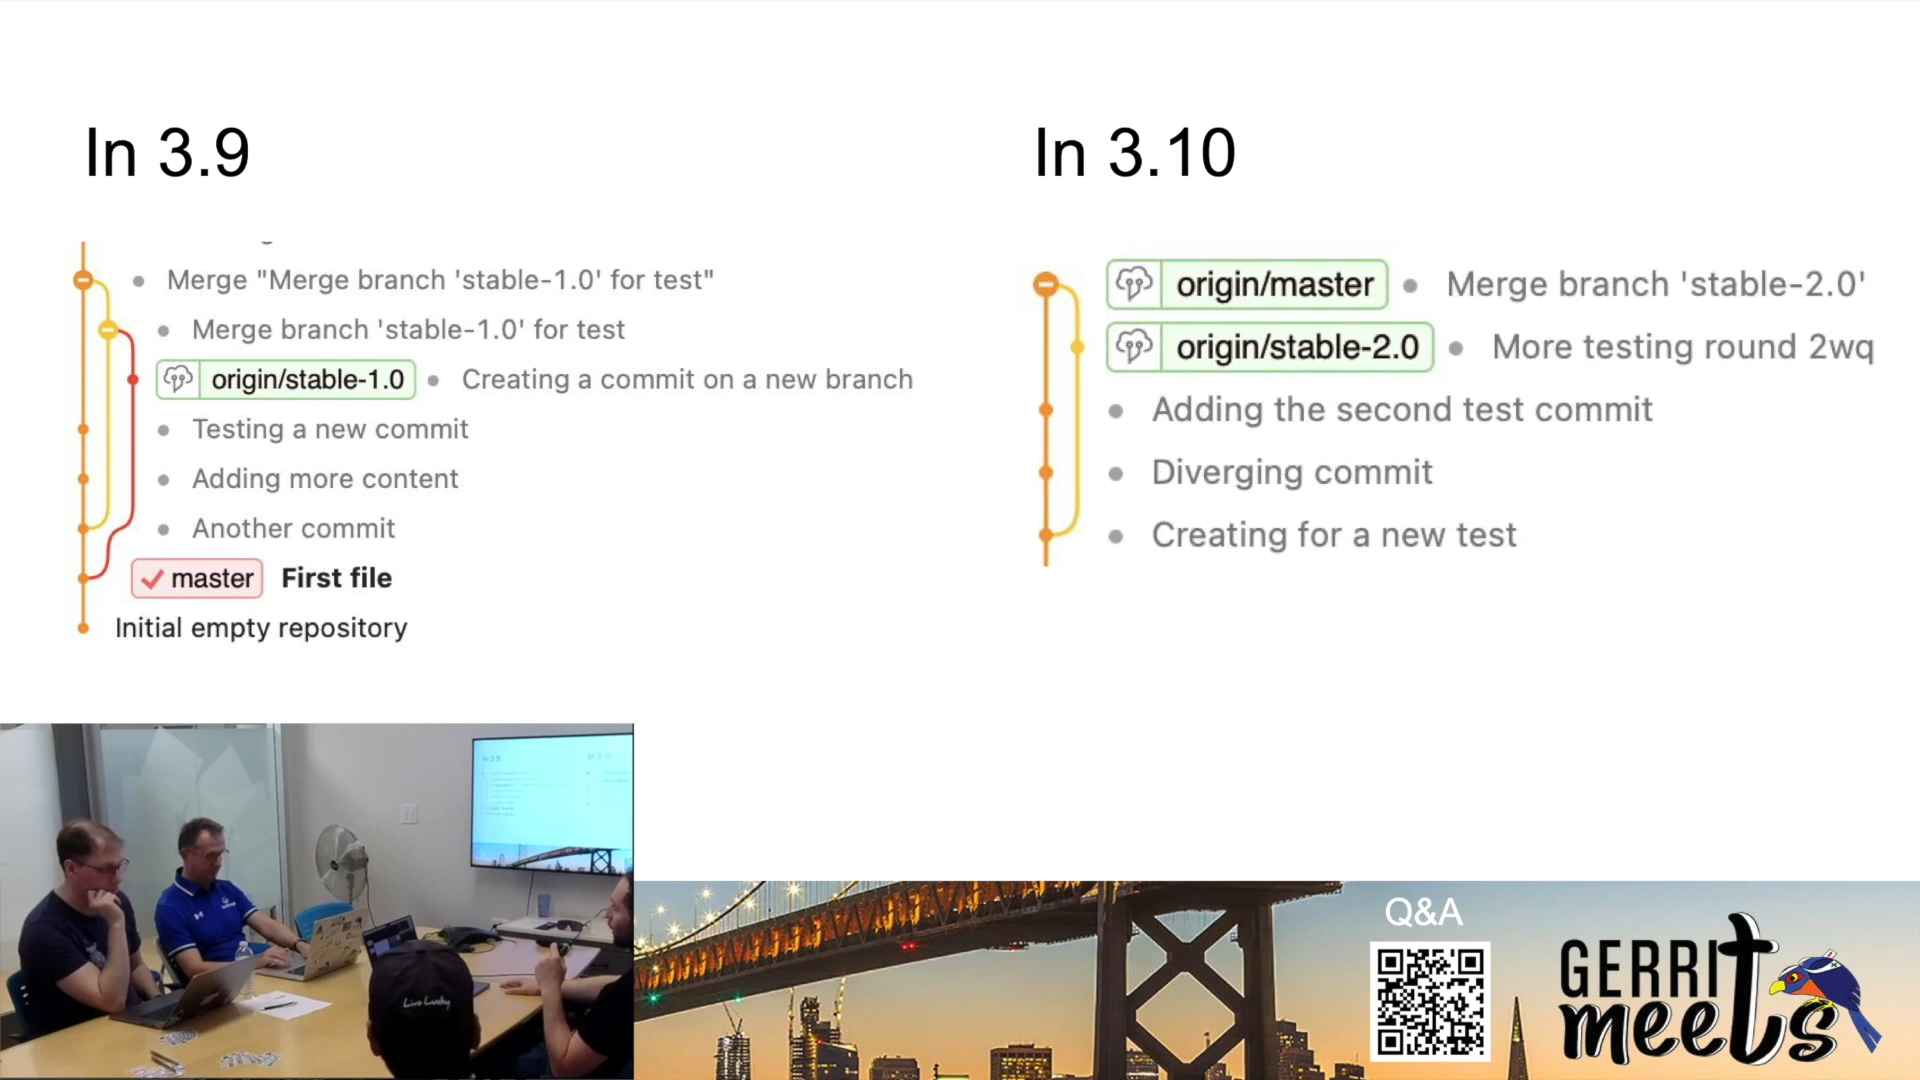 In 3.9
Merge "Merge branch 'stable-1.0' for test"
Merge branch 'stable-1.0' for test
origin/stable-1.0 Creating a commit on a new branch
Testing a new commit
Adding more content
Another commit
master First file
Initial empty repository
In 3.10
origin/master Merge branch 'stable-2.0'
origin/stable-2.0 More testing round 2wq
Adding the second test commit
Diverging commit
Creating for a new test
Live Lucky
Q&A
GERRIT
meets